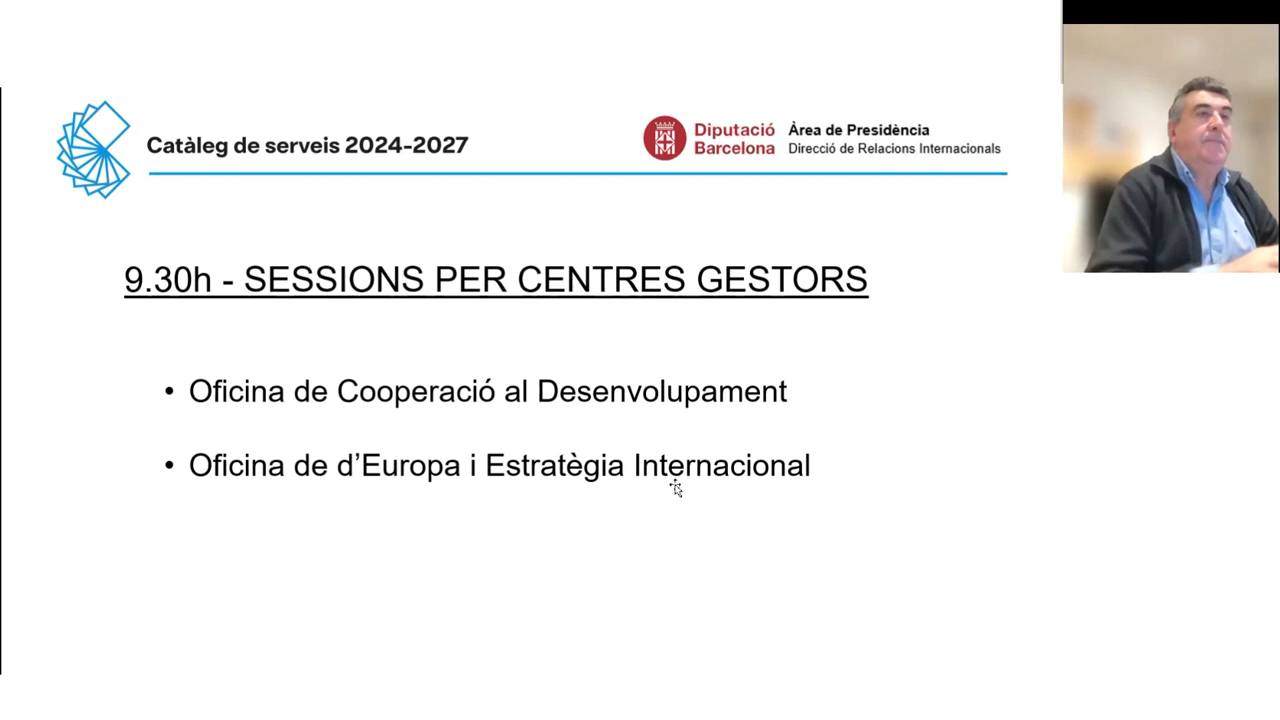 Catàleg de serveis 2024-2027
Diputació
Barcelona
Àrea de Presidència
Direcció de Relacions Internacionals
9.30h - SESSIONS PER CENTRES GESTORS
• Oficina de Cooperació al Desenvolupament
• Oficina de d’Europa i Estratègia Internacional